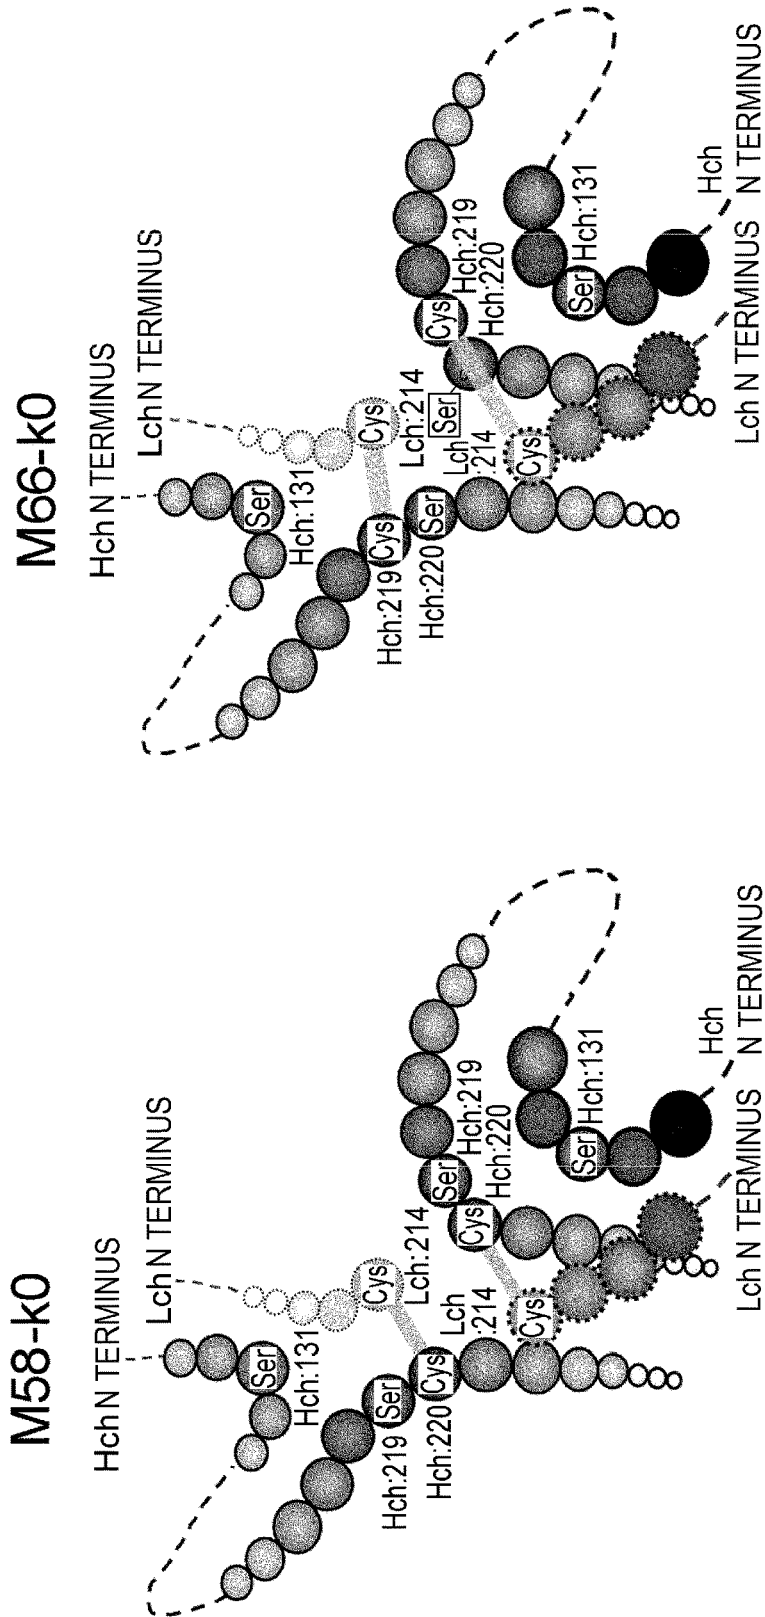 M58-k0
Hch N TERMINUS
Lch N TERMINUS
Ser
Hch:131
Cys
Lch:214
Ser
Hch:219
Cys
Hch:220
Lch
:214
Cys
Ser
Hch:219
Cys
Hch:220
Ser
Hch:131
Hch
N TERMINUS
Lch N TERMINUS
M66-k0
Hch N TERMINUS
Lch N TERMINUS
Ser
Hch:131
Cys
Lch:214
Cys
Hch:219
Ser
Hch:220
Ser
Lch
:214
Cys
Cys
Hch:219
Hch:220
Ser
Hch:131
Hch
N TERMINUS
Lch N TERMINUS